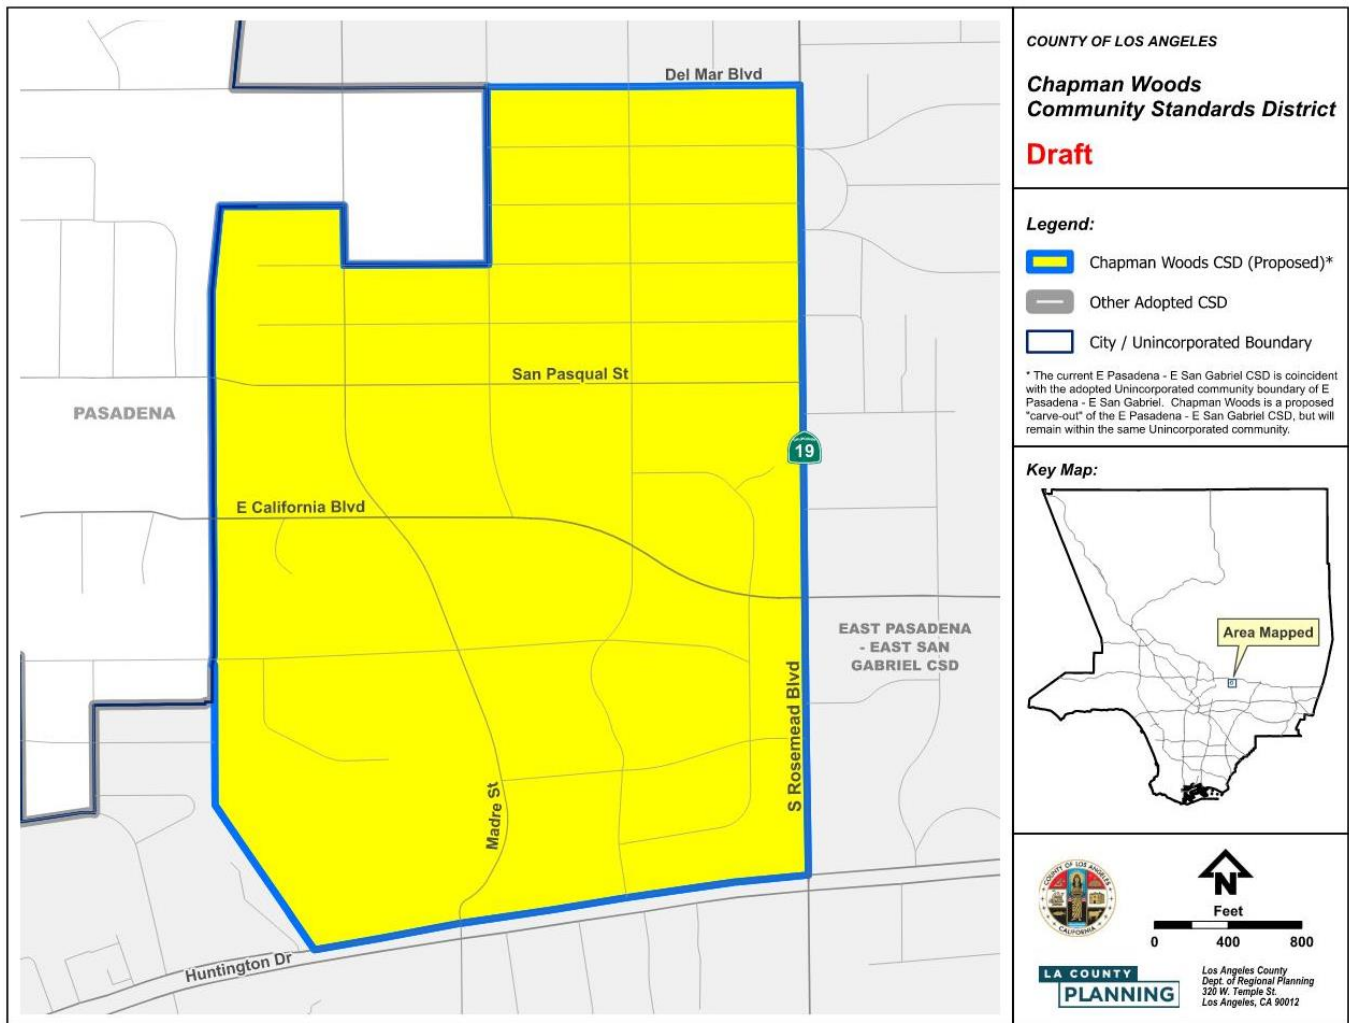 Del Mar Blvd
San Pasqual St
PASADENA
19
E California Blvd
EAST PASADENA
- EAST SAN
GABRIEL CSD
S Rosemead Blvd
Madre St
Huntington Dr
COUNTY OF LOS ANGELES
Chapman Woods
Community Standards District
Draft
Legend:
Chapman Woods CSD (Proposed)*
Other Adopted CSD
City / Unincorporated Boundary
* The current E Pasadena - E San Gabriel CSD is coincident
with the adopted Unincorporated community boundary of E
Pasadena - E San Gabriel. Chapman Woods is a proposed
"carve-out" of the E Pasadena - E San Gabriel CSD, but will
remain within the same Unincorporated community.
Key Map:
Area Mapped
COUNTY OF LOS ANGELES
CALIFORNIA
N
Feet
0 400 800
LA COUNTY
PLANNING
Los Angeles County
Dept. of Regional Planning
320 W. Temple St.
Los Angeles, CA 90012